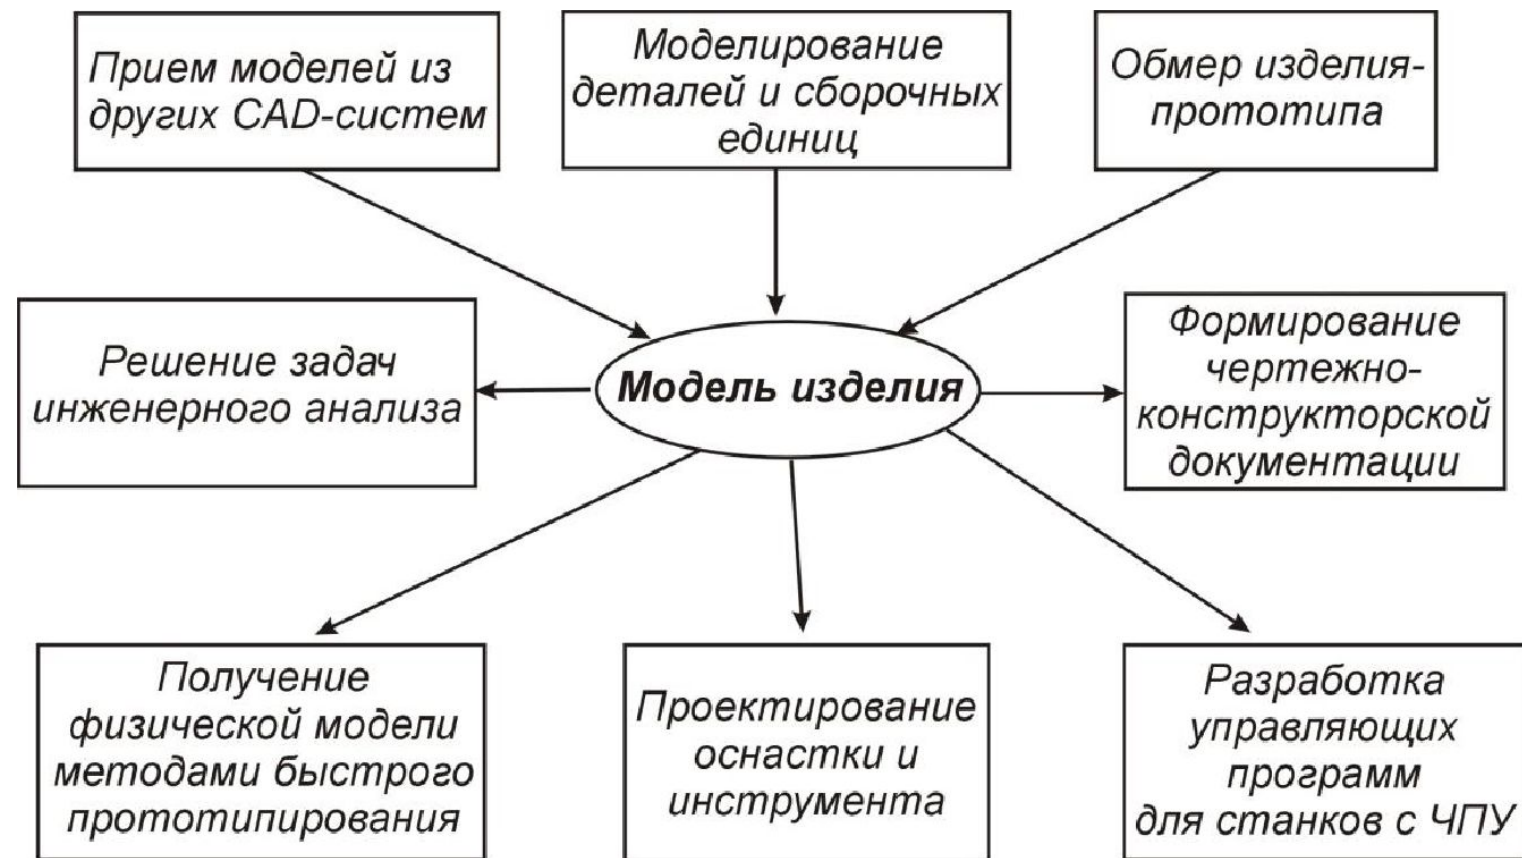 Прием моделей из
других CAD-систем
Моделирование
деталей и сборочных
единиц
Обмер изделия-
прототипа
Решение задач
инженерного анализа
Модель изделия
Формирование
чертежно-
конструкторской
документации
Получение
физической модели
методами быстрого
прототипирования
Проектирование
оснастки и
инструмента
Разработка
управляющих
программ
для станков с ЧПУ